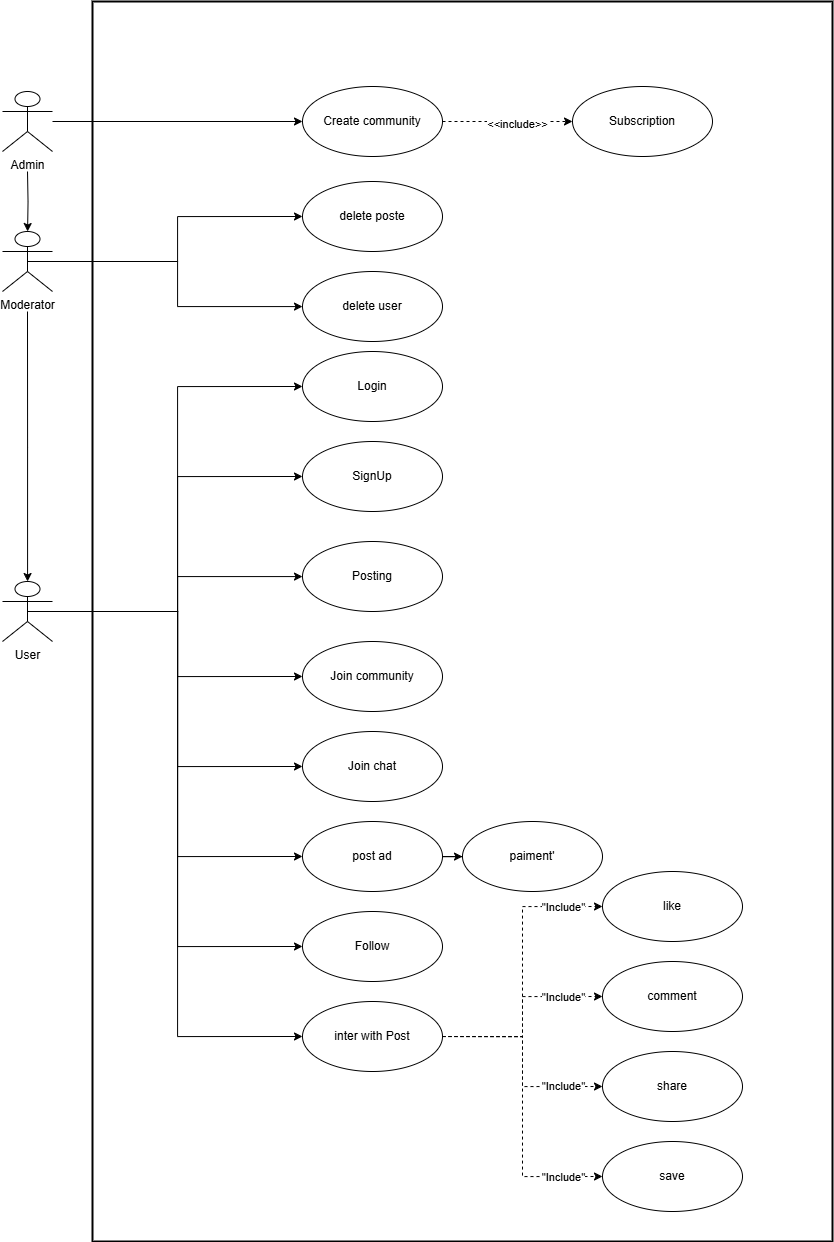 Create community
<<include>>
Subscription
Admin
delete poste
Moderator
delete user
Login
SignUp
Posting
User
Join community
Join chat
post ad
paiment'
"Include"
like
Follow
"Include"
comment
inter with Post
"Include"
share
"Include"
save